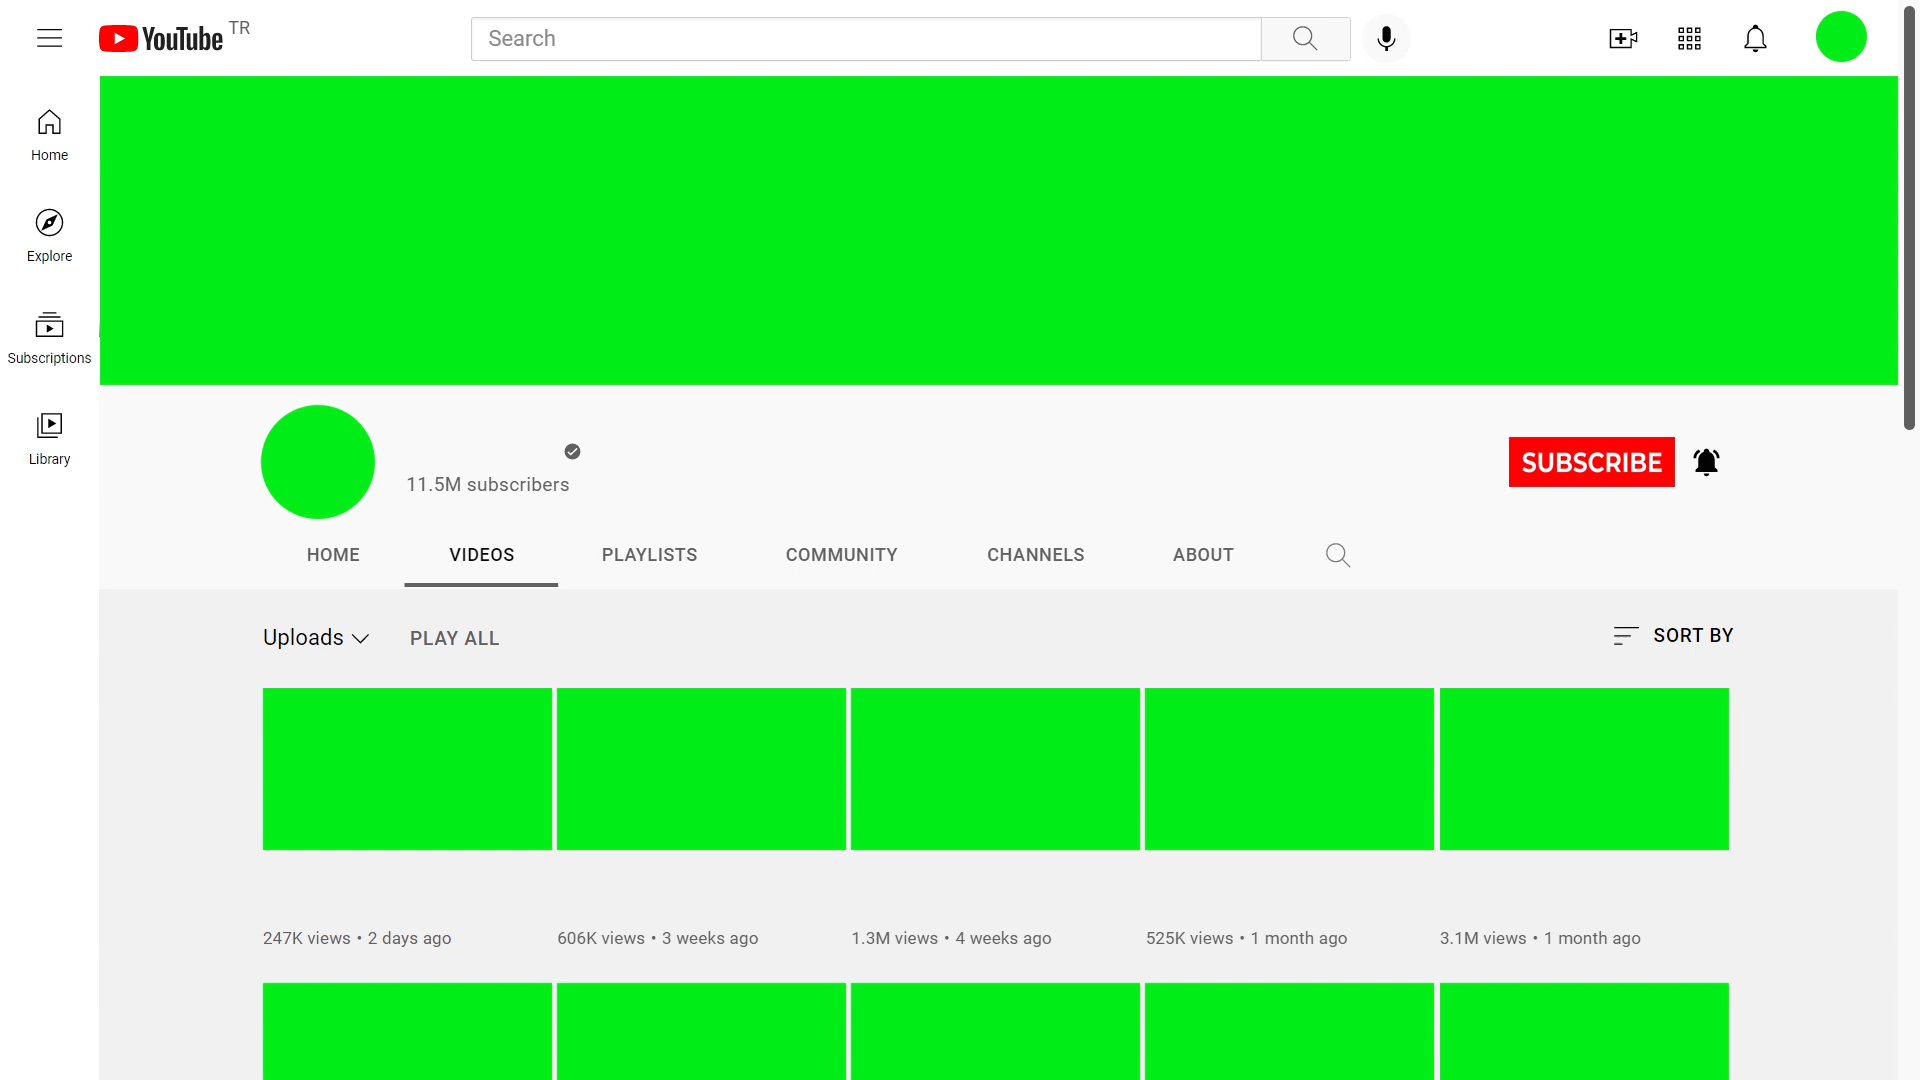 YouTube TR
Search
Home
Explore
Subscriptions
Library
11.5M subscribers
SUBSCRIBE
HOME VIDEOS PLAYLISTS COMMUNITY CHANNELS ABOUT
Uploads PLAY ALL SORT BY
247K views • 2 days ago 606K views • 3 weeks ago 1.3M views • 4 weeks ago 525K views • 1 month ago 3.1M views • 1 month ago